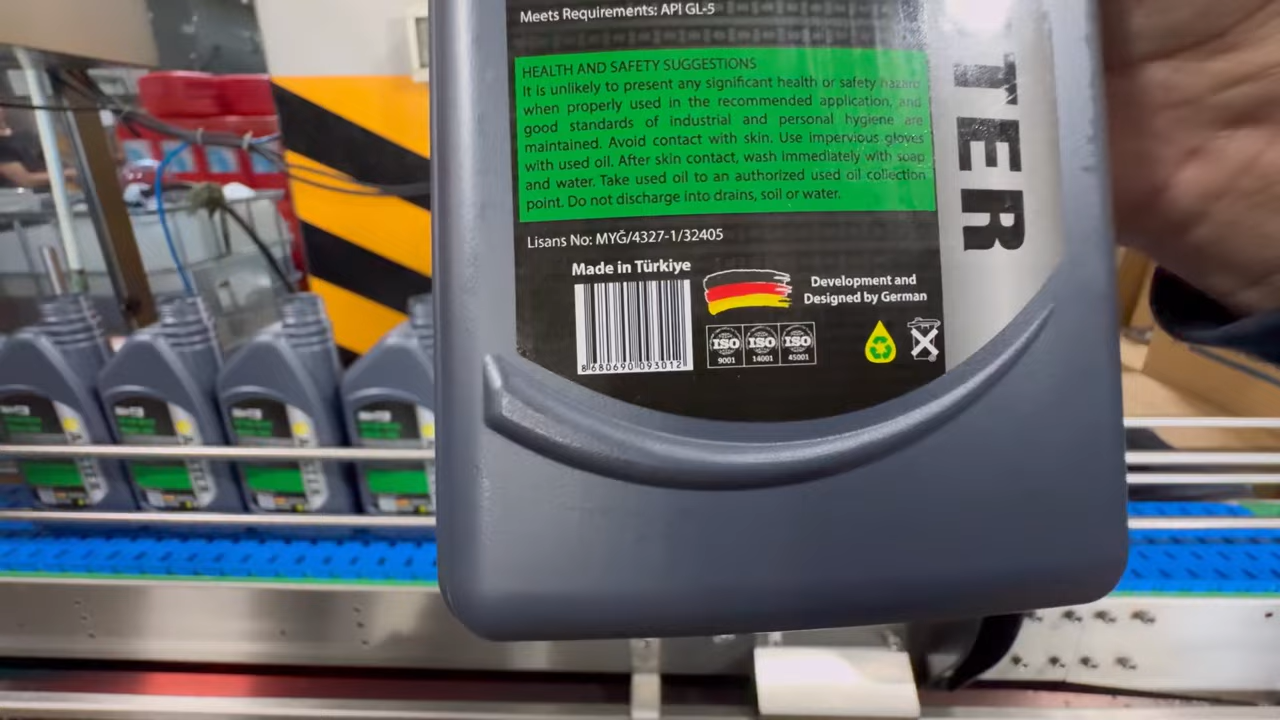 Meets Requirements: API GL-5
HEALTH AND SAFETY SUGGESTIONS
It is unlikely to present any significant health or safety hazard
when properly used in the recommended application, and
good standards of industrial and personal hygiene are
maintained. Avoid contact with skin. Use impervious gloves
with used oil. After skin contact, wash immediately with soap
and water. Take used oil to an authorized used oil collection
point. Do not discharge into drains, soil or water.
Lisans No: MYĞ/4327-1/32405
Made in Türkiye
8 680690 093012
Development and
Designed by German
ISO 9001
ISO 14001
ISO 45001
TER